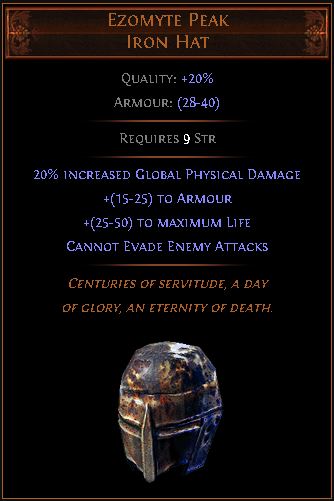 Ezomyte Peak
Iron Hat
Quality: +20%
Armour: (28-40)
Requires 9 Str
20% increased Global Physical Damage
+(15-25) to Armour
+(25-50) to maximum Life
Cannot Evade Enemy Attacks
Centuries of servitude, a day
of glory, an eternity of death.